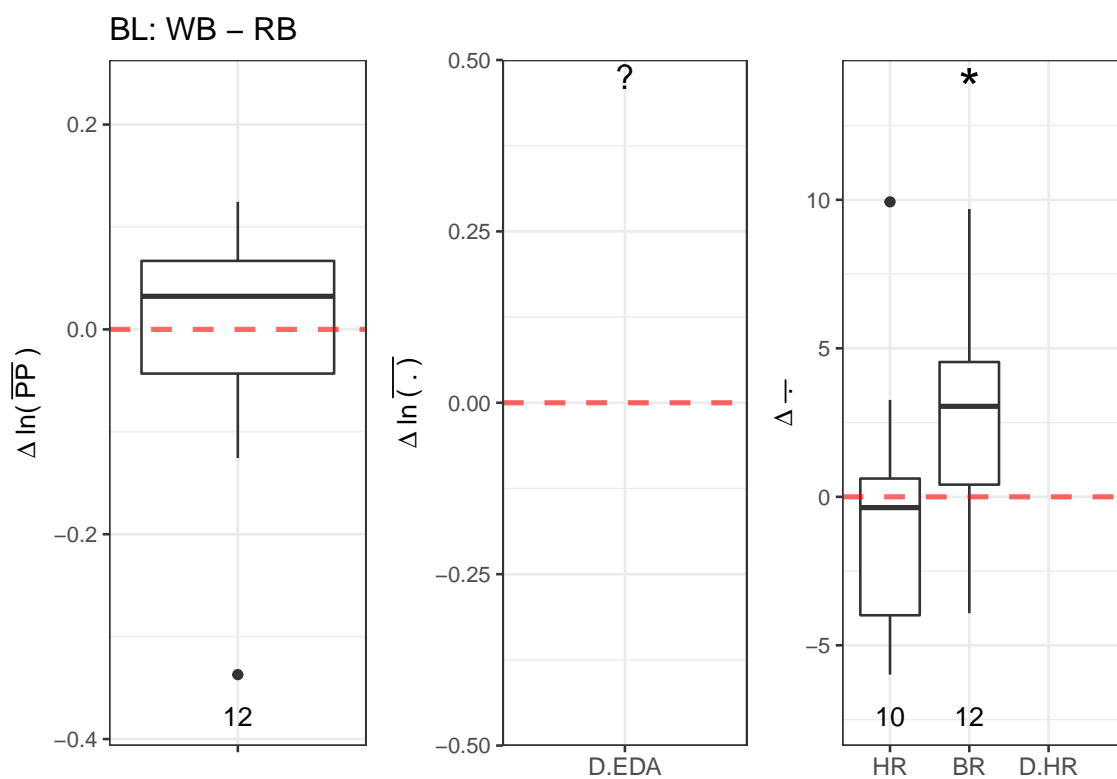 BL: WB − RB
Δ ln( PP )
0.2
0.0
−0.2
−0.4
12
Δ ln ( . )
0.50
0.25
0.00
−0.25
−0.50
?
D.EDA
Δ .
10
5
0
−5
*
10
12
HR
BR
D.HR